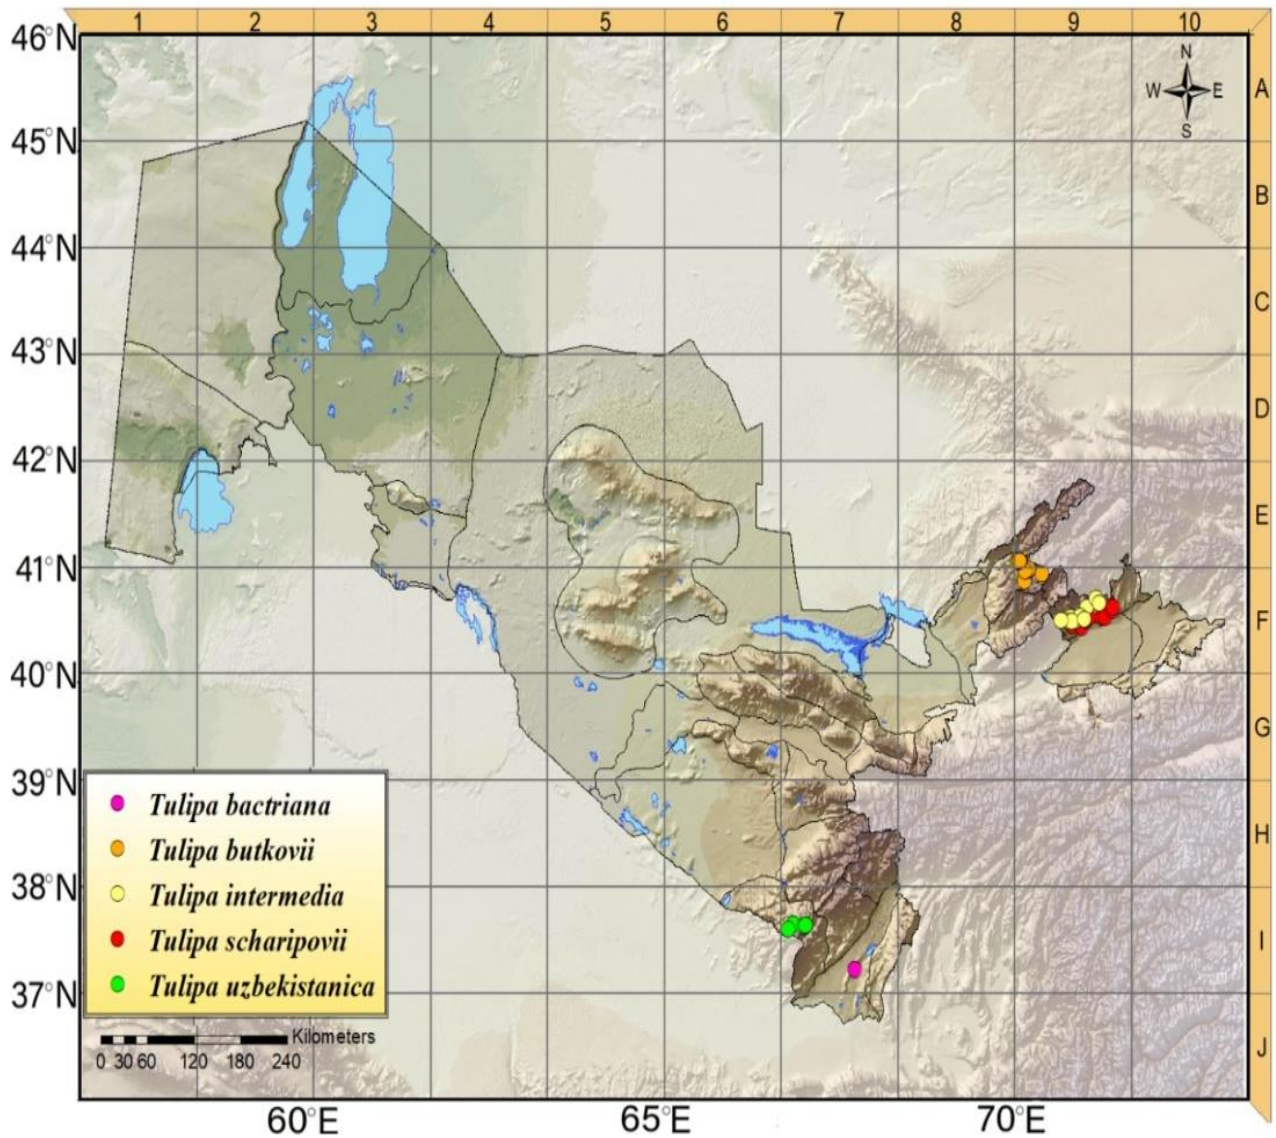 1 2 3 4 5 6 7 8 9 10
46°N
N
W E
S
A
45°N
B
44°N
C
43°N
D
42°N
E
41°N
F
40°N
G
39°N
H
38°N
I
37°N
J
Tulipa bactriana
Tulipa butkovii
Tulipa intermedia
Tulipa scharipovii
Tulipa uzbekistanica
Kilometers
0 30 60 120 180 240
60°E 65°E 70°E